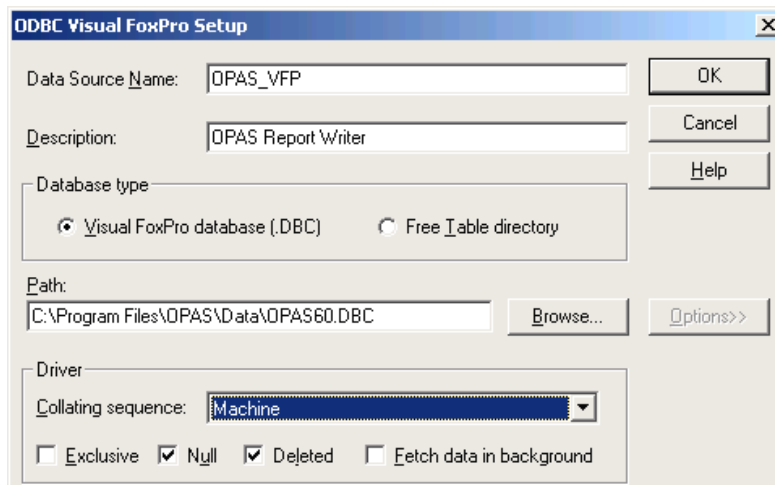 ODBC Visual FoxPro Setup
Data Source Name: OPAS_VFP
OK
Description: OPAS Report Writer
Cancel
Help
Database type
Visual FoxPro database (.DBC) Free Table directory
Path:
C:\Program Files\OPAS\Data\OPAS60.DBC Browse... Options>>
Driver
Collating sequence: Machine
Exclusive Null Deleted Fetch data in background